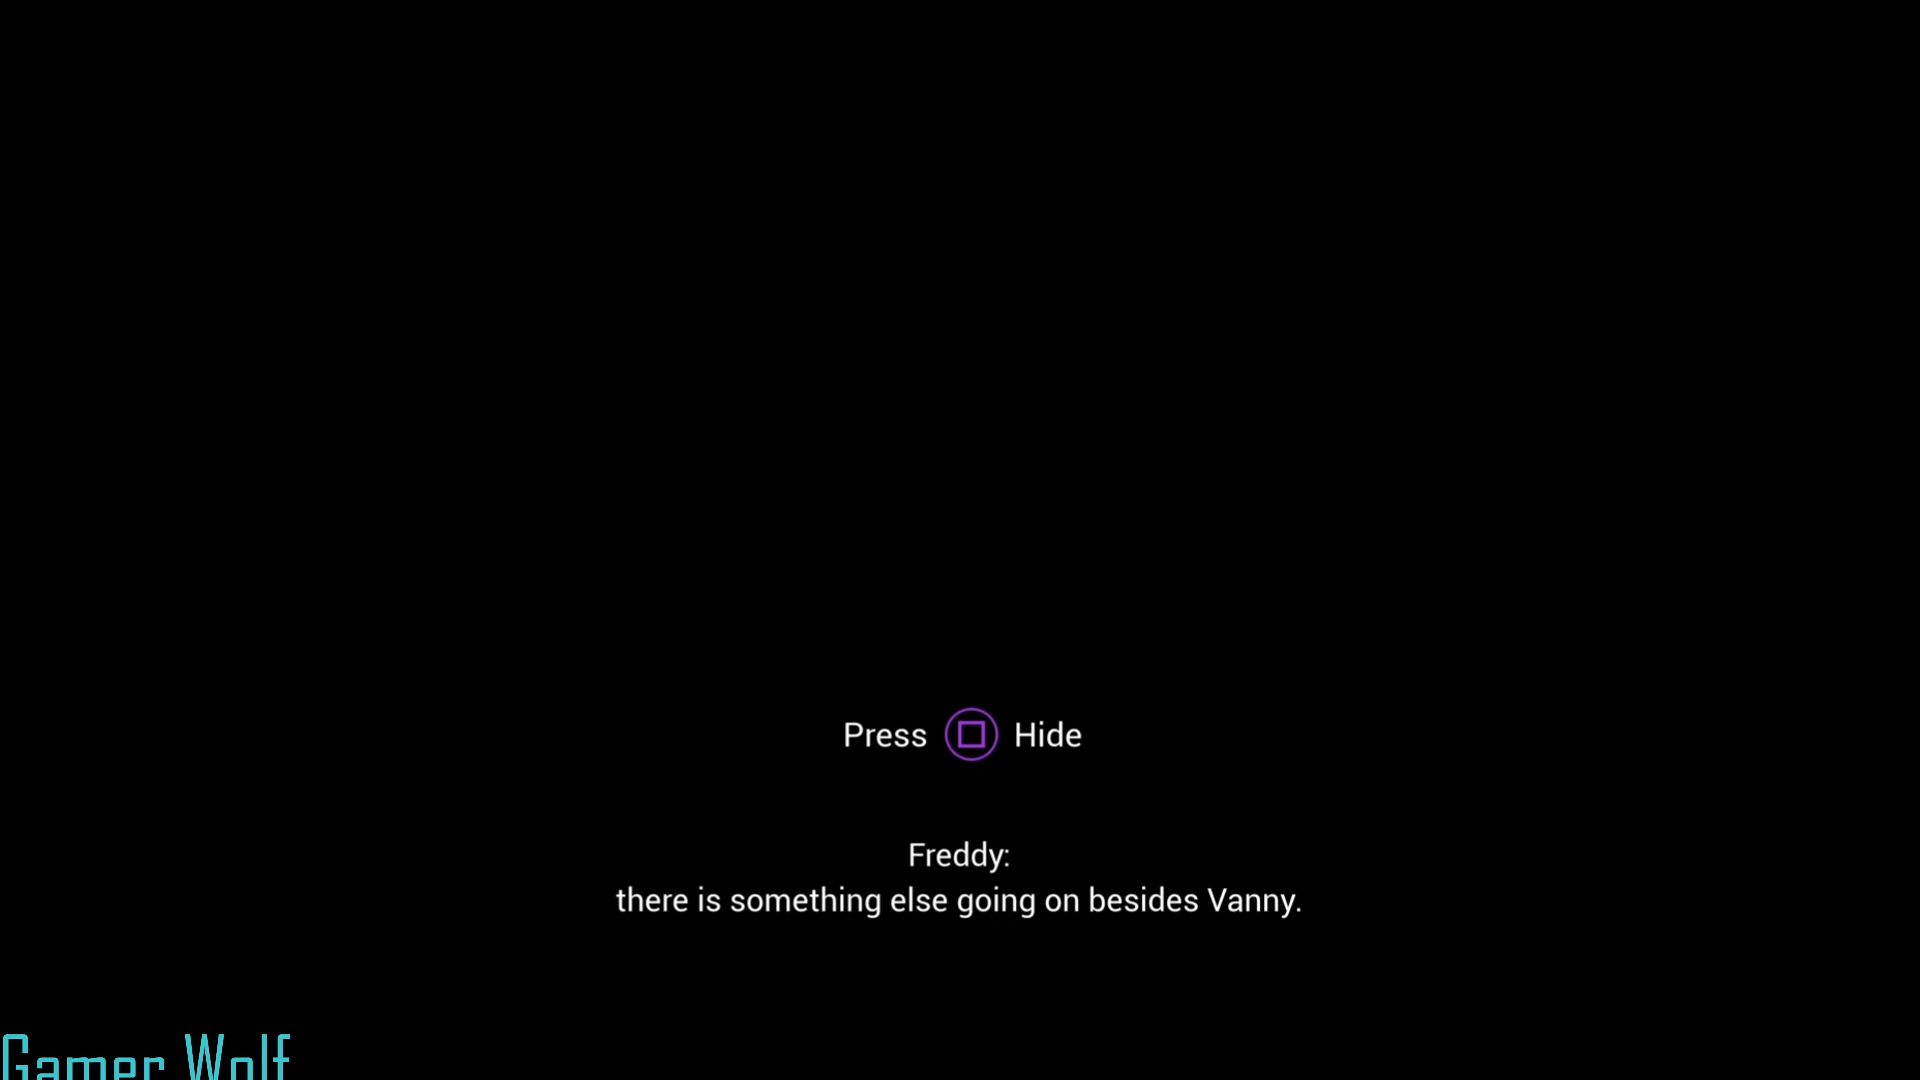 Press Hide
Freddy:
there is something else going on besides Vanny.
Gamer Wolf